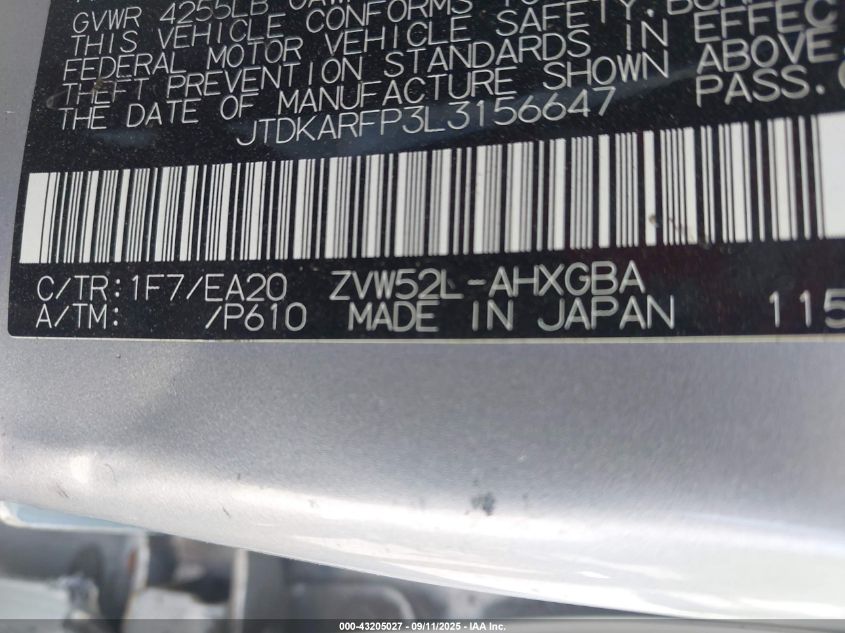 GVWR 4255LB
THIS VEHICLE CONFORMS TO
FEDERAL MOTOR VEHICLE SAFETY,
THEFT PREVENTION STANDARDS IN EFFEC
THE DATE OF MANUFACTURE SHOWN ABOVE.
JTDKARFP3L3156647 PASS.
C/TR:1F7/EA20 ZVW52L-AHXGBA
A/TM: /P610 MADE IN JAPAN 115
000-43205027 - 09/11/2025 - IAA Inc.